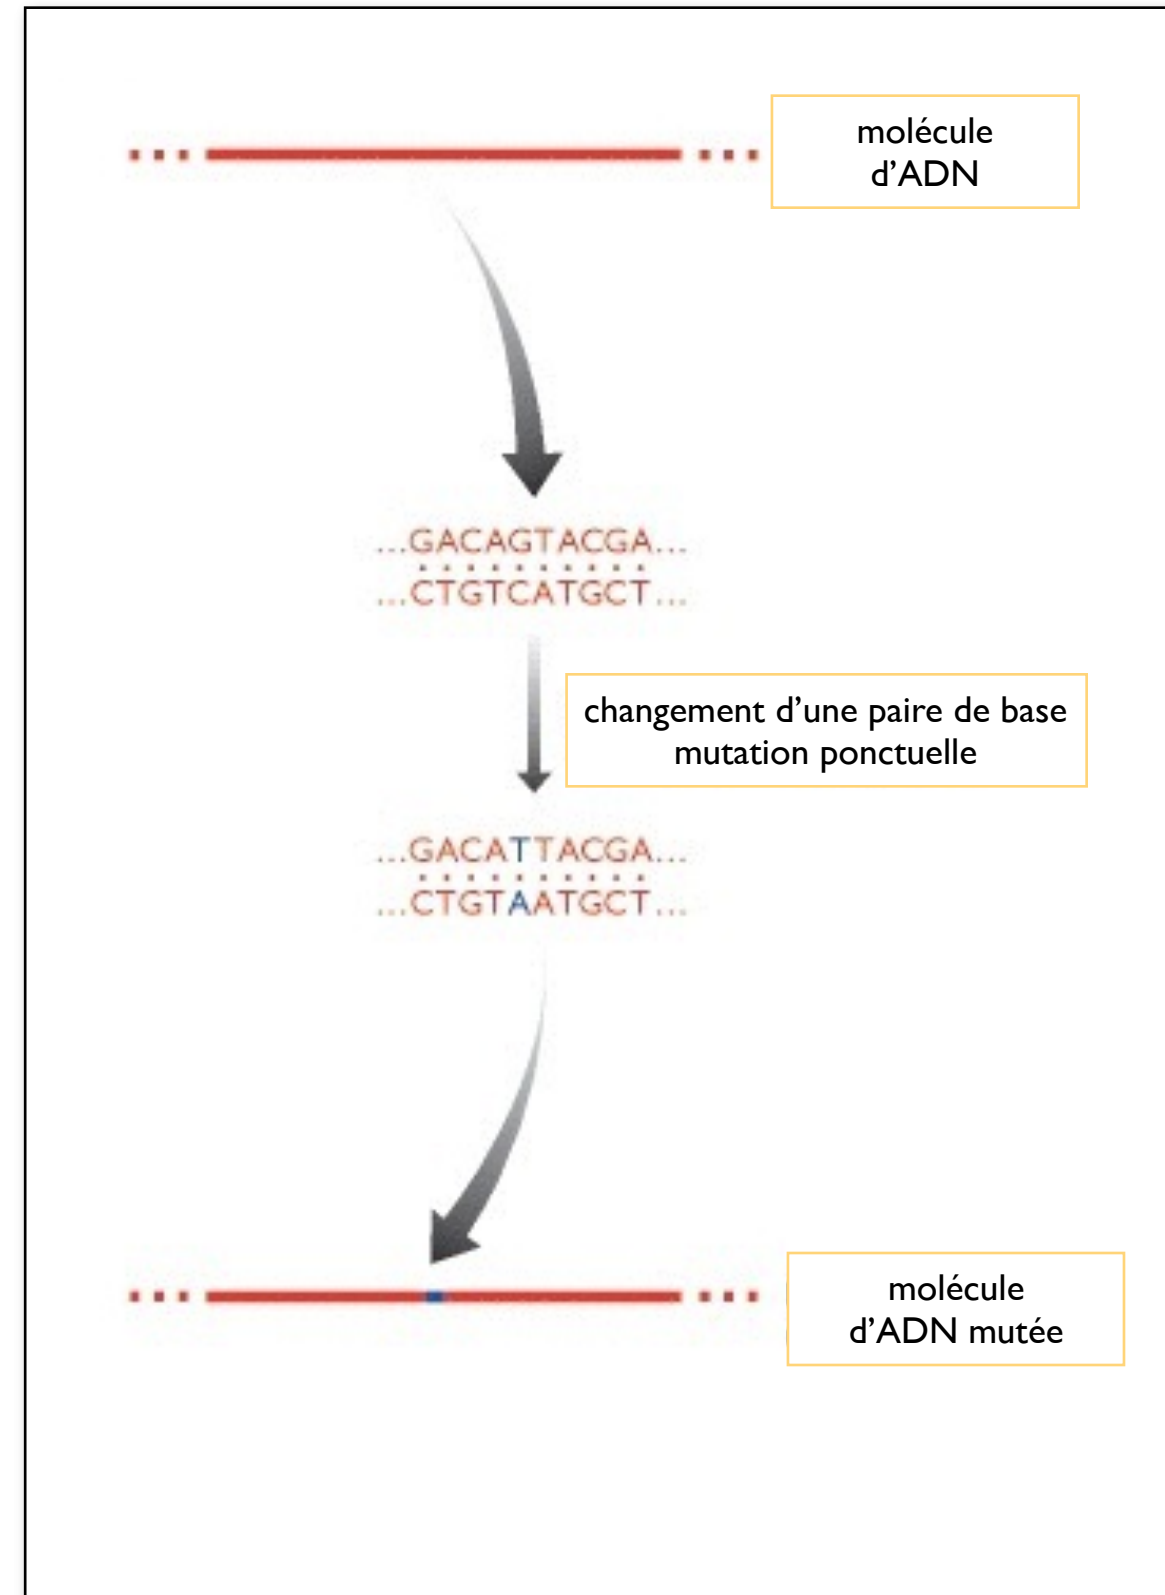 molécule
d’ADN
...GACAGTACGA...
...CTGTCATGCT...
changement d’une paire de base
mutation ponctuelle
...GACATTACGA...
...CTGTAATGCT...
molécule
d’ADN mutée